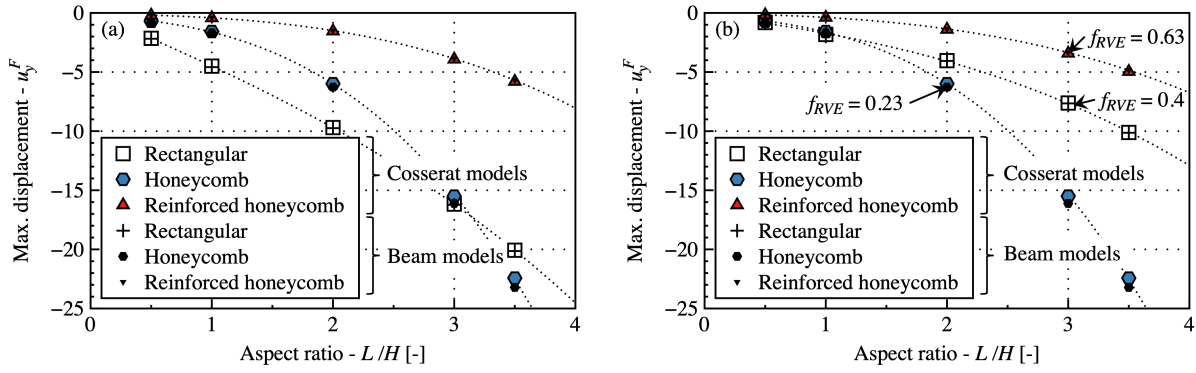 (a)
0
−5
−10
−15
−20
−25
Max. displacement - u_y^F
Rectangular
Honeycomb
Reinforced honeycomb
Rectangular
Honeycomb
Reinforced honeycomb
Cosserat models
Beam models
0 1 2 3 4
Aspect ratio - L/H [-]
(b)
0
−5
−10
−15
−20
−25
Max. displacement - u_y^F
f_RVE = 0.63
f_RVE = 0.4
f_RVE = 0.23
Rectangular
Honeycomb
Reinforced honeycomb
Rectangular
Honeycomb
Reinforced honeycomb
Cosserat models
Beam models
0 1 2 3 4
Aspect ratio - L/H [-]